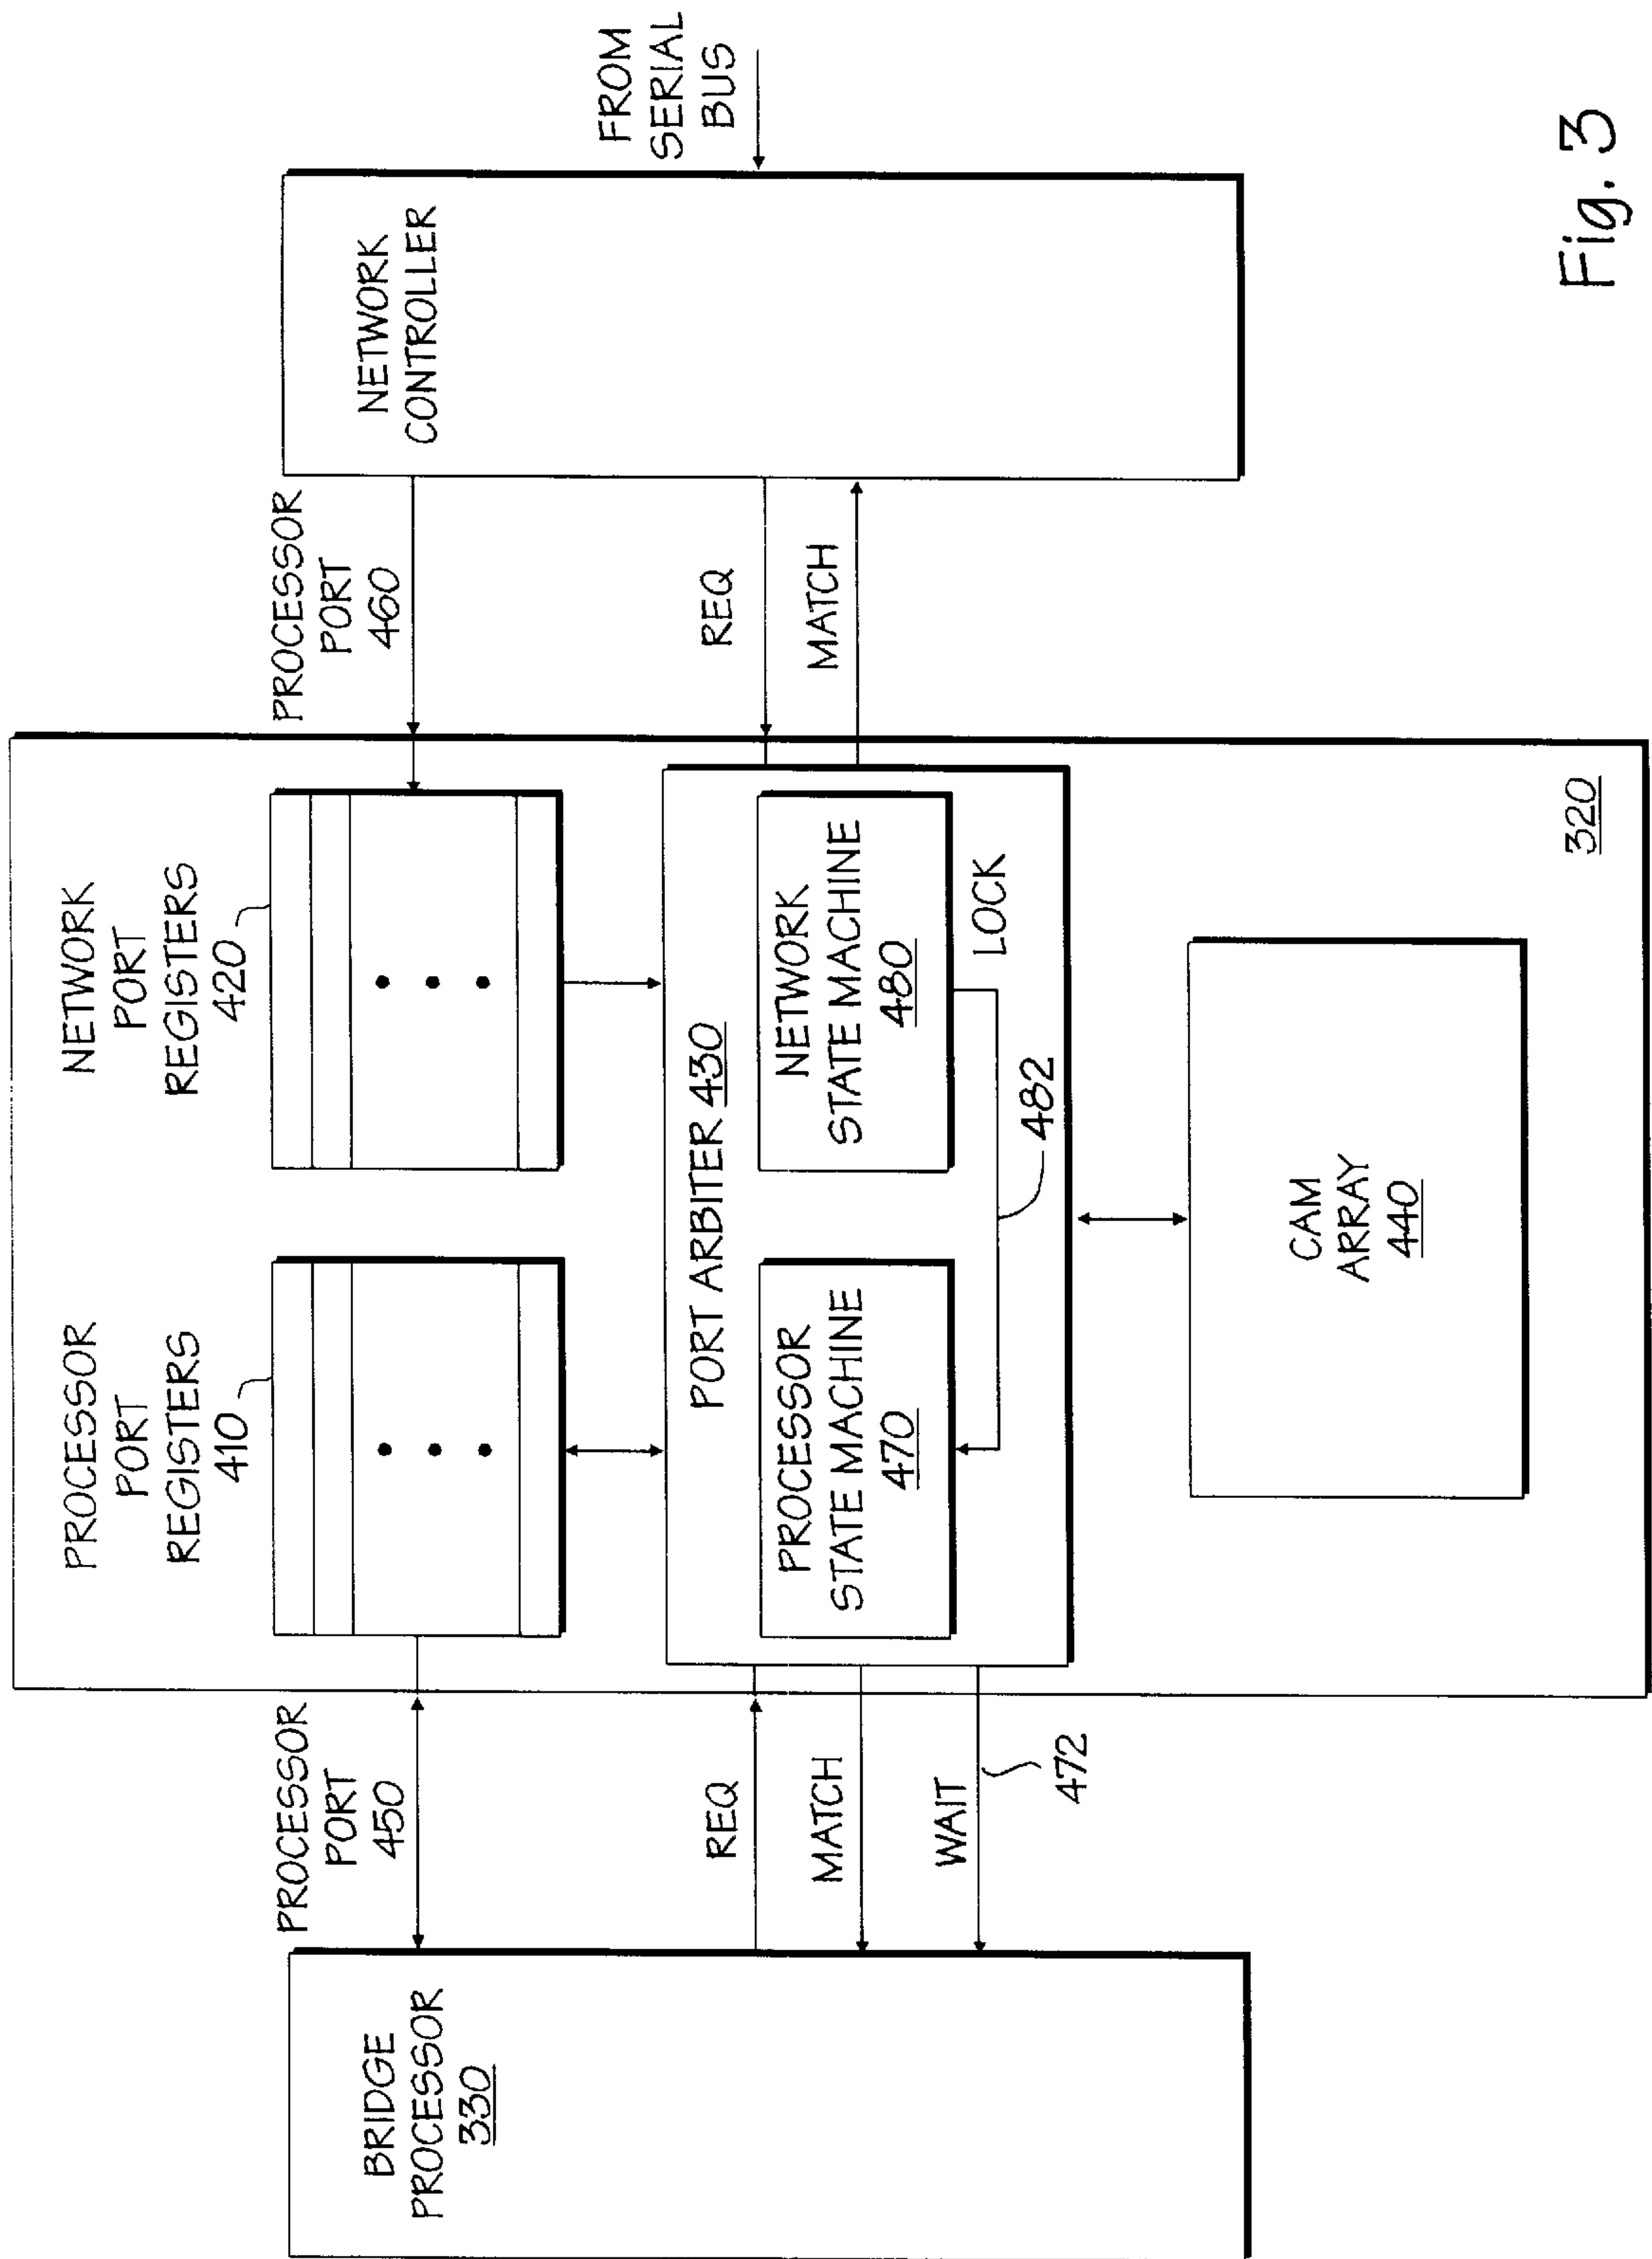 BRIDGE
PROCESSOR
330
PROCESSOR
PORT
450
REQ
MATCH
WAIT
472
PROCESSOR
PORT
REGISTERS
410
NETWORK
PORT
REGISTERS
420
PORT ARBITER 430
PROCESSOR
STATE MACHINE
470
NETWORK
STATE MACHINE
480
LOCK
482
CAM
ARRAY
440
320
PROCESSOR
PORT
460
REQ
MATCH
NETWORK
CONTROLLER
FROM
SERIAL
BUS
Fig. 3